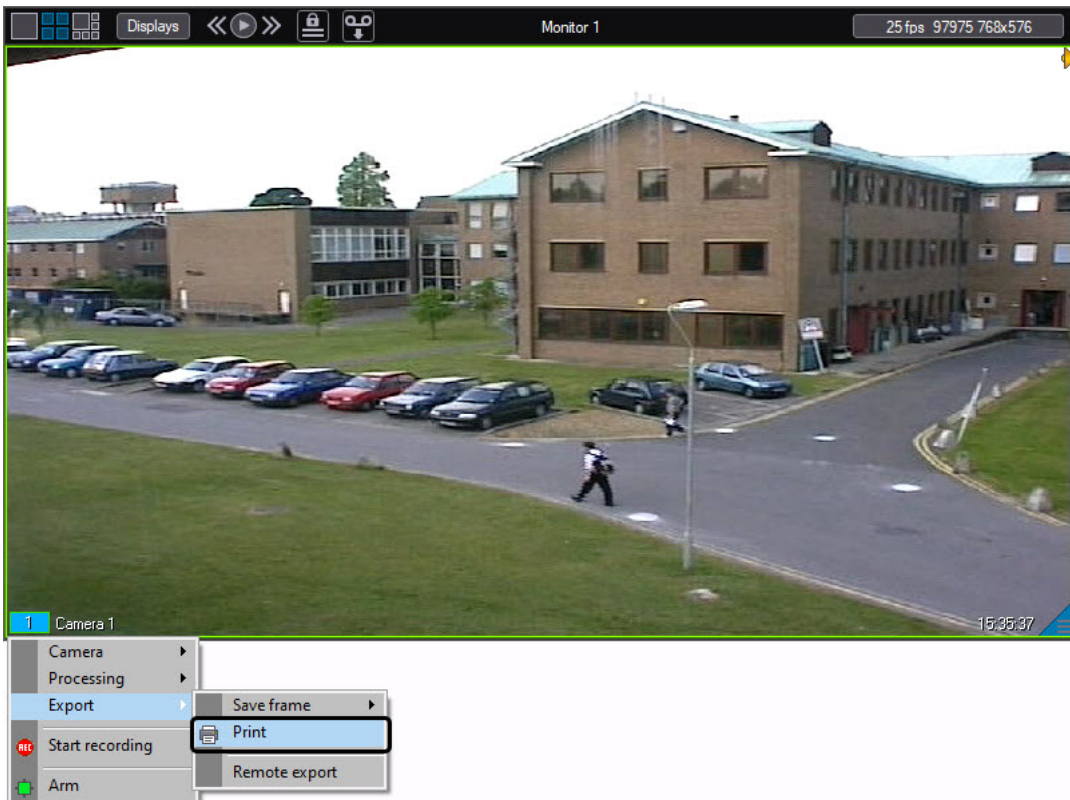 Displays
Monitor 1
25 fps 97975 768x576
1 Camera 1
15:35:37
Camera
Processing
Export
Save frame
Print
REC
Start recording
Remote export
Arm